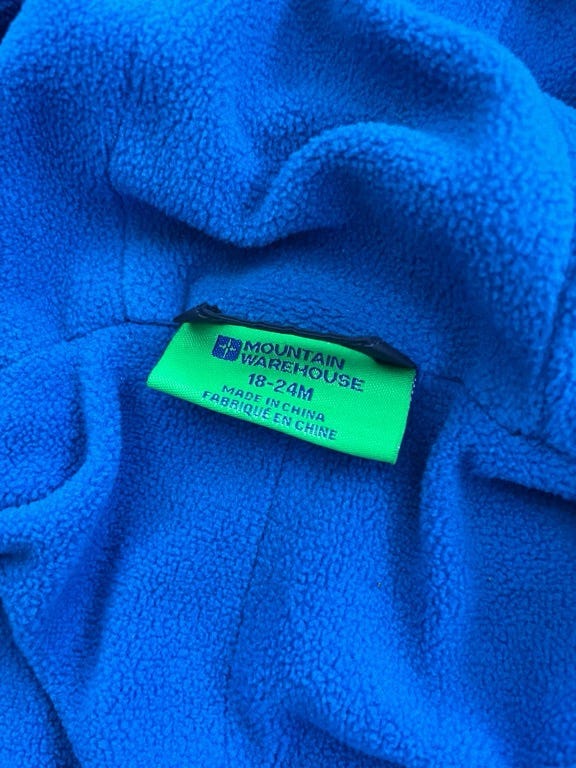 MOUNTAIN
WAREHOUSE
18-24M
MADE IN CHINA
FABRIQUÉ EN CHINE